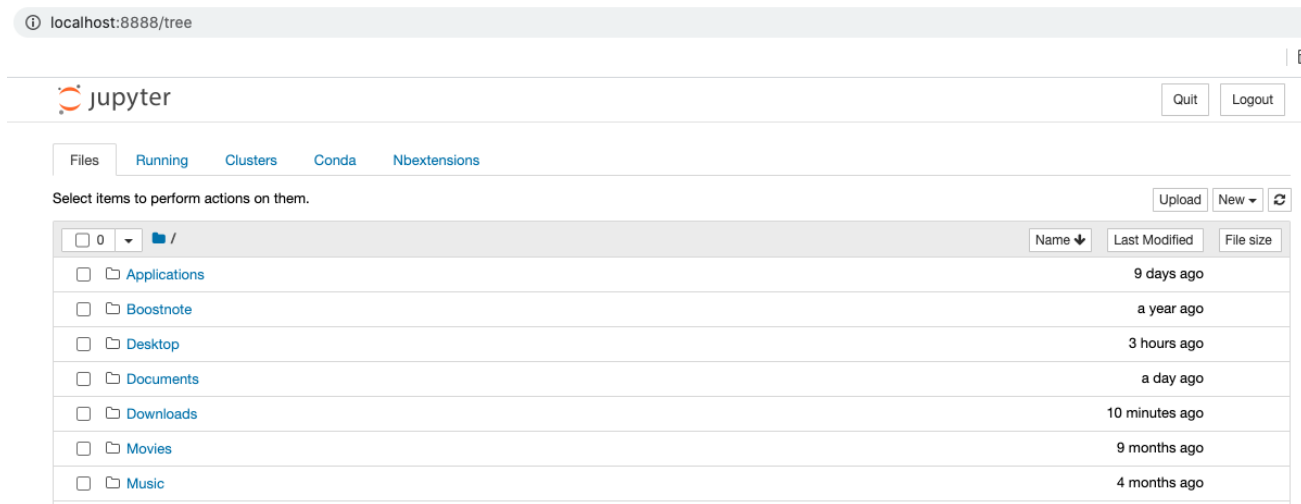 localhost:8888/tree
jupyter
Quit Logout
Files Running Clusters Conda Nbextensions
Select items to perform actions on them.
Upload New
0 /
Name Last Modified File size
Applications 9 days ago
Boostnote a year ago
Desktop 3 hours ago
Documents a day ago
Downloads 10 minutes ago
Movies 9 months ago
Music 4 months ago